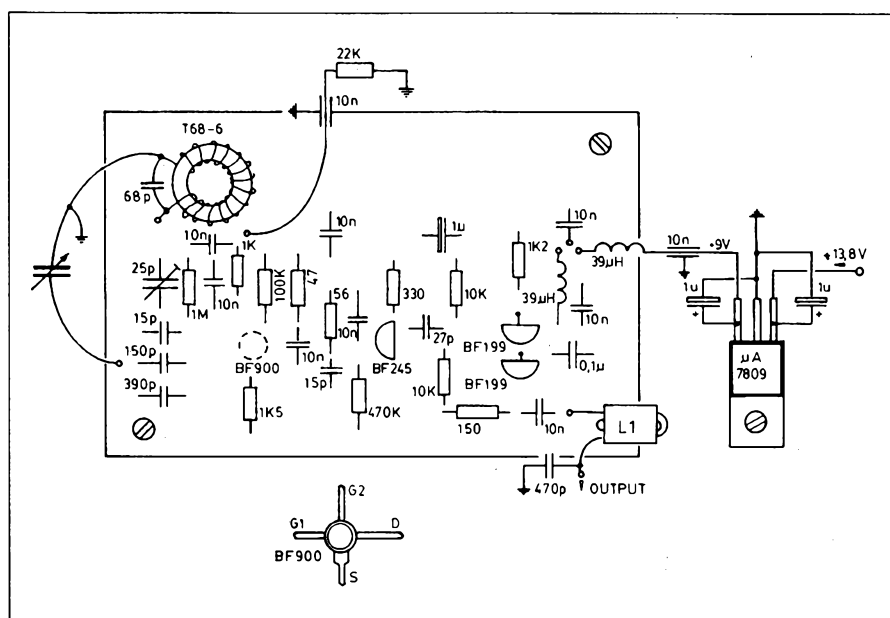 22K
10n
T68-6
68p
10n
1K
10n
1µ
10n
1K2
39µH
10n
·9V
+13,8V
25p
1M
10n
100K
47
56
10n
330
10K
39µH
10n
1u
1u
+
+
15p
150p
390p
BF900
10n
15p
BF245
27p
BF199
BF199
0,1µ
µA
7809
1K5
470K
10K
150
10n
L1
470p
OUTPUT
G2
G1
D
BF900
S